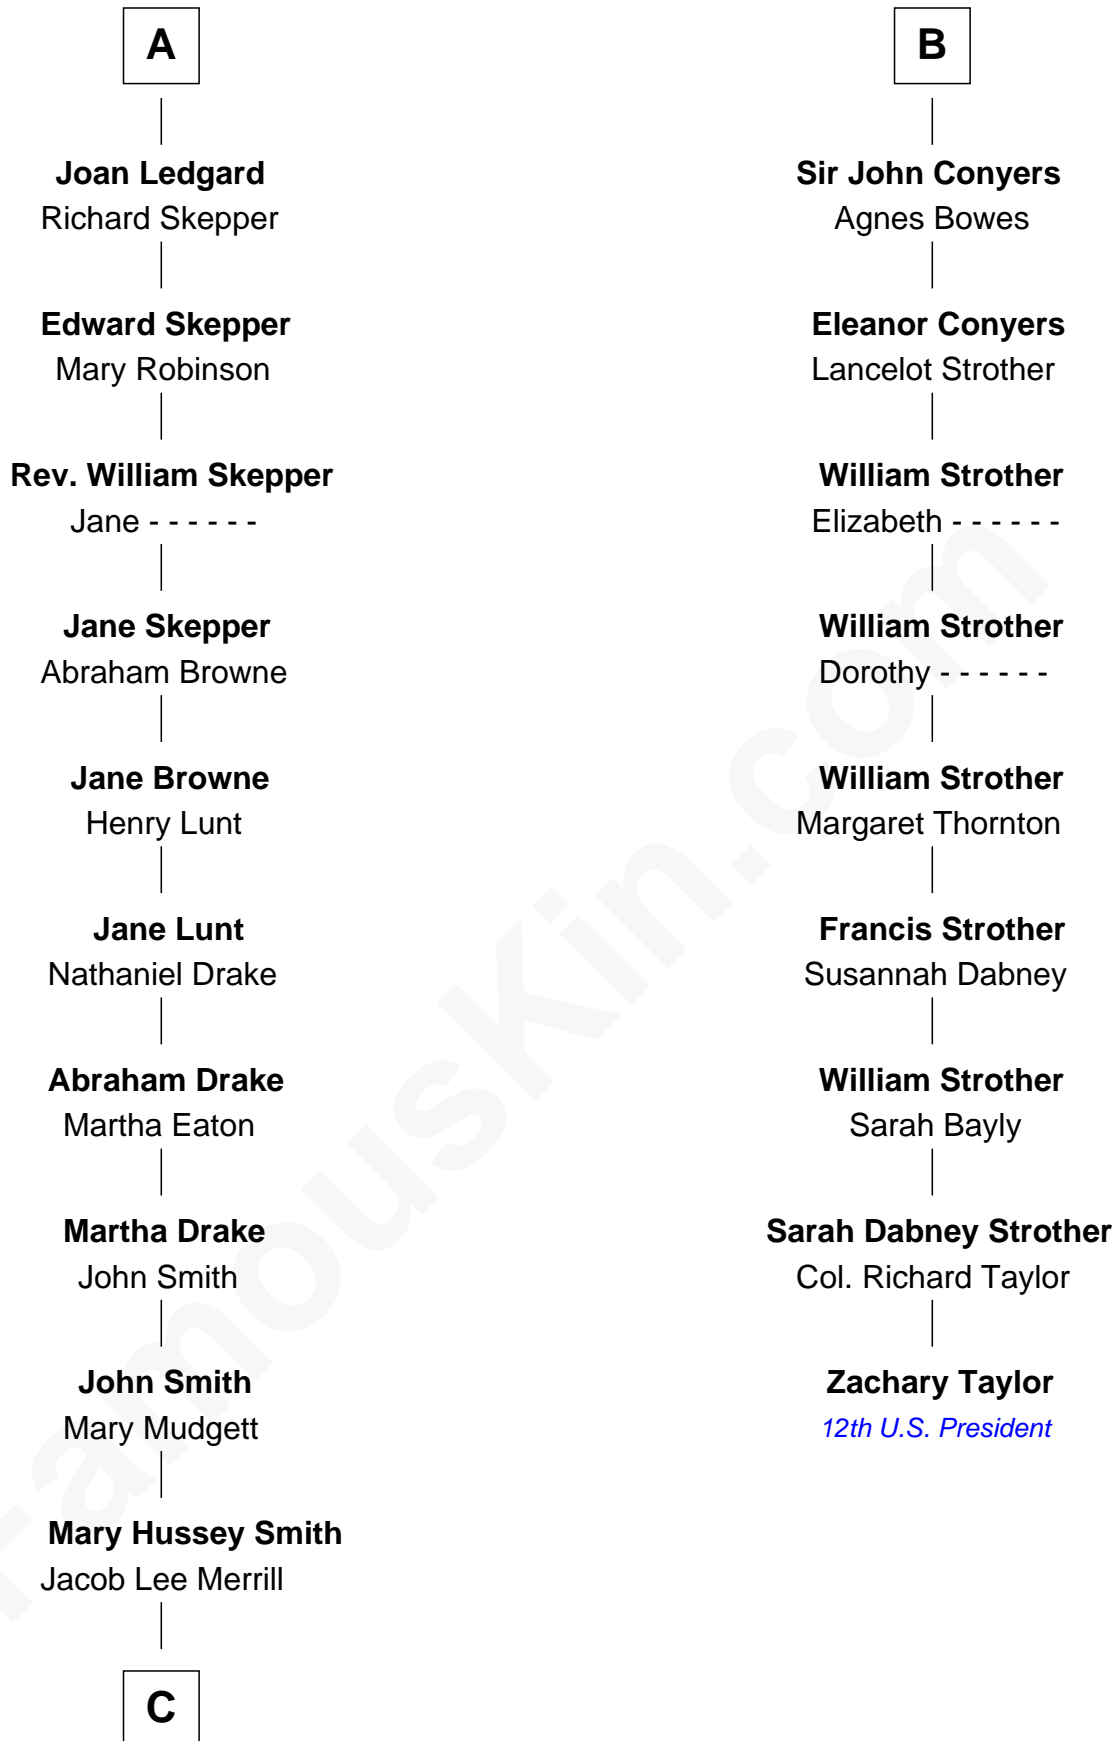 A
Joan Ledgard
Richard Skepper
Edward Skepper
Mary Robinson
Rev. William Skepper
Jane - - - - - -
Jane Skepper
Abraham Browne
Jane Browne
Henry Lunt
Jane Lunt
Nathaniel Drake
Abraham Drake
Martha Eaton
Martha Drake
John Smith
John Smith
Mary Mudgett
Mary Hussey Smith
Jacob Lee Merrill
C
B
Sir John Conyers
Agnes Bowes
Eleanor Conyers
Lancelot Strother
William Strother
Elizabeth - - - - - -
William Strother
Dorothy - - - - - -
William Strother
Margaret Thornton
Francis Strother
Susannah Dabney
William Strother
Sarah Bayly
Sarah Dabney Strother
Col. Richard Taylor
Zachary Taylor
12th U.S. President
FamousKin.com